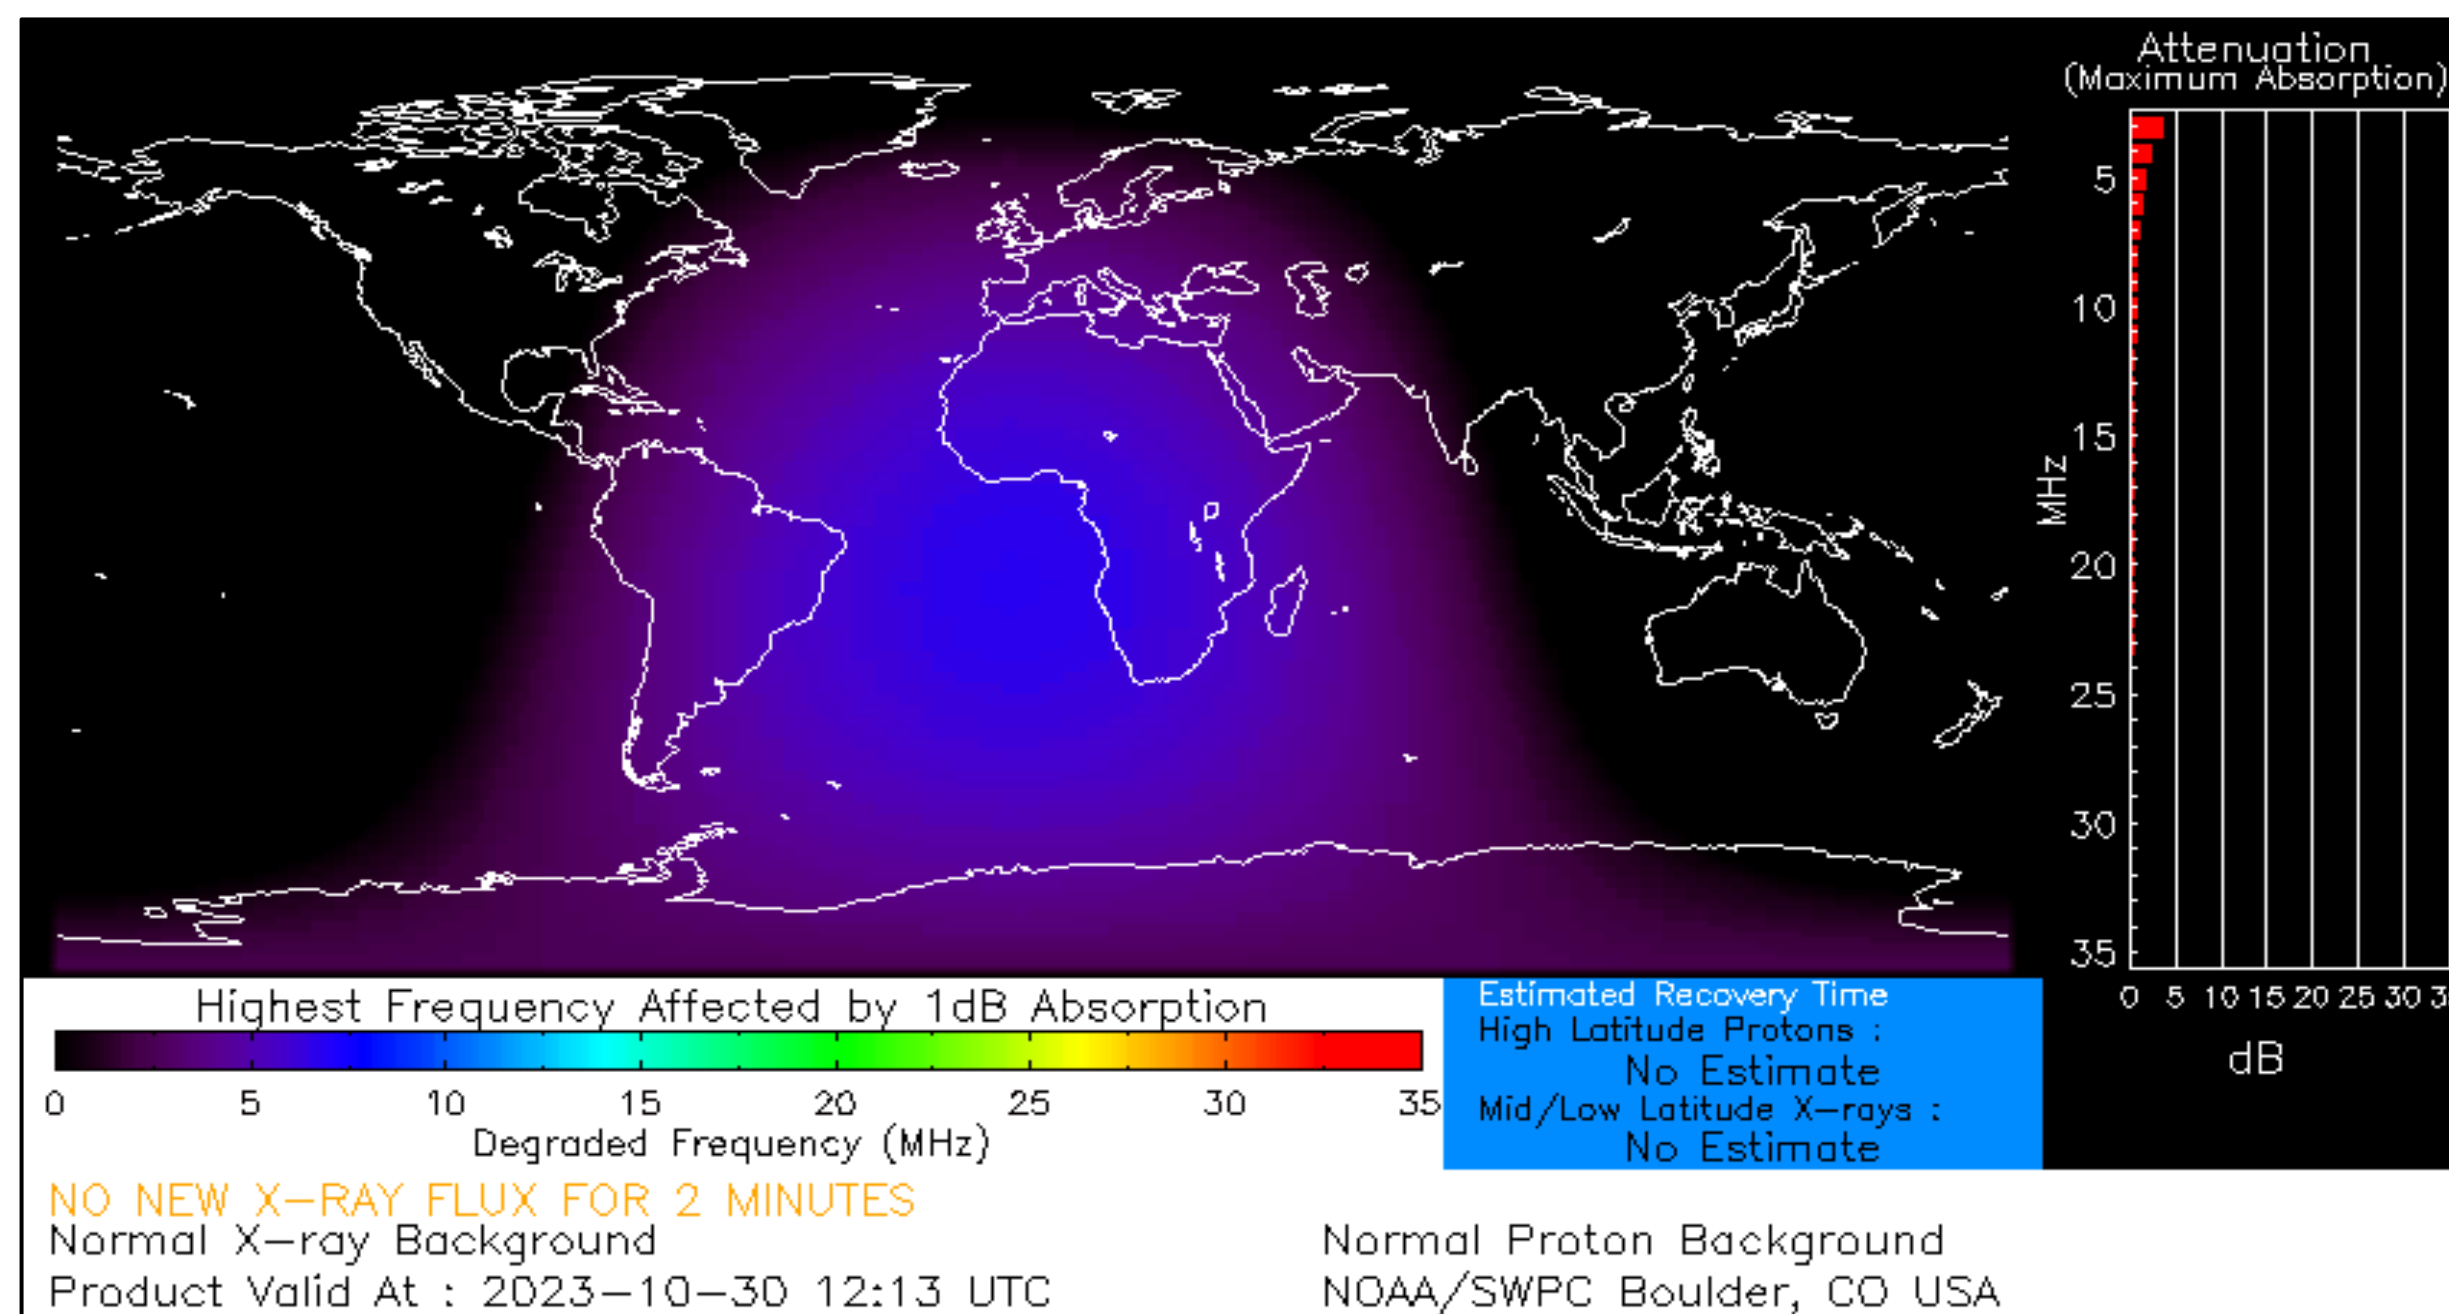 Attenuation
(Maximum Absorption)
5
10
15
20
25
30
35
MHz
0 5 10 15 20 25 30
dB
Highest Frequency Affected by 1dB Absorption
0 5 10 15 20 25 30 35
Degraded Frequency (MHz)
Estimated Recovery Time
High Latitude Protons :
No Estimate
Mid/Low Latitude X-rays :
No Estimate
NO NEW X-RAY FLUX FOR 2 MINUTES
Normal X-ray Background
Product Valid At : 2023-10-30 12:13 UTC
Normal Proton Background
NOAA/SWPC Boulder, CO USA